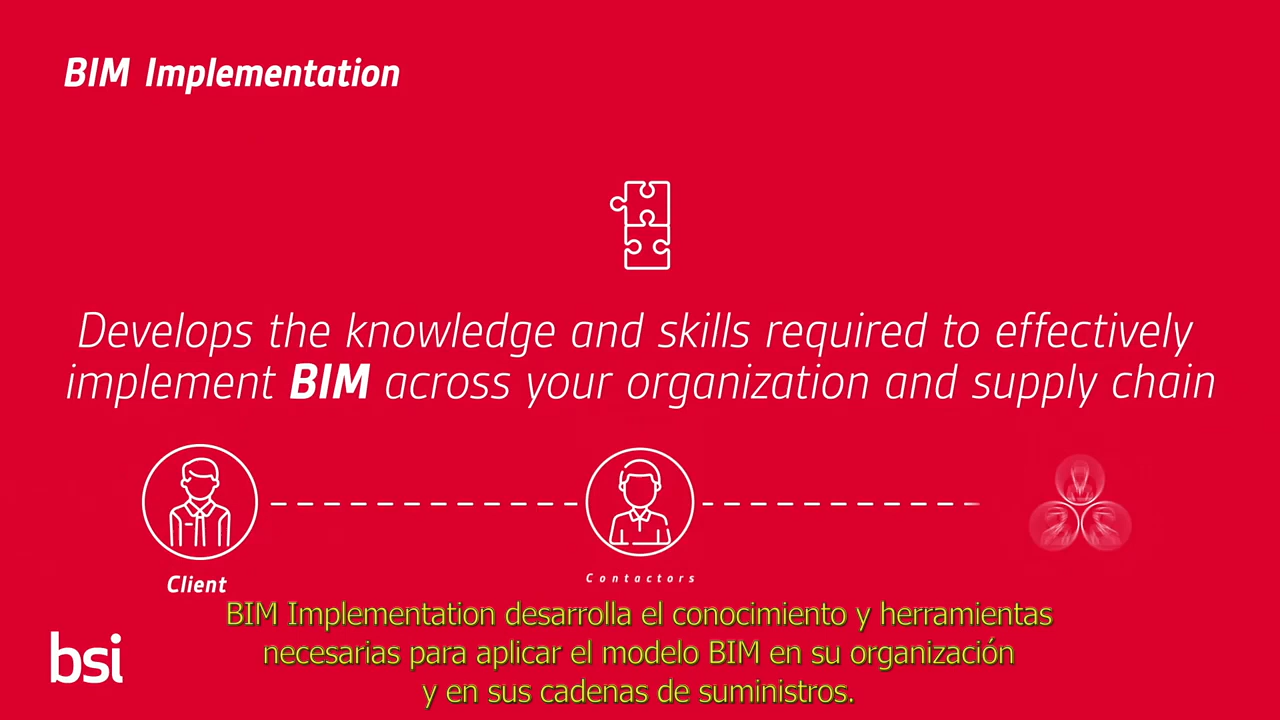 BIM Implementation
Develops the knowledge and skills required to effectively
implement BIM across your organization and supply chain
Client
Contactors
BIM Implementation desarrolla el conocimiento y herramientas
necesarias para aplicar el modelo BIM en su organización
y en sus cadenas de suministros.
bsi